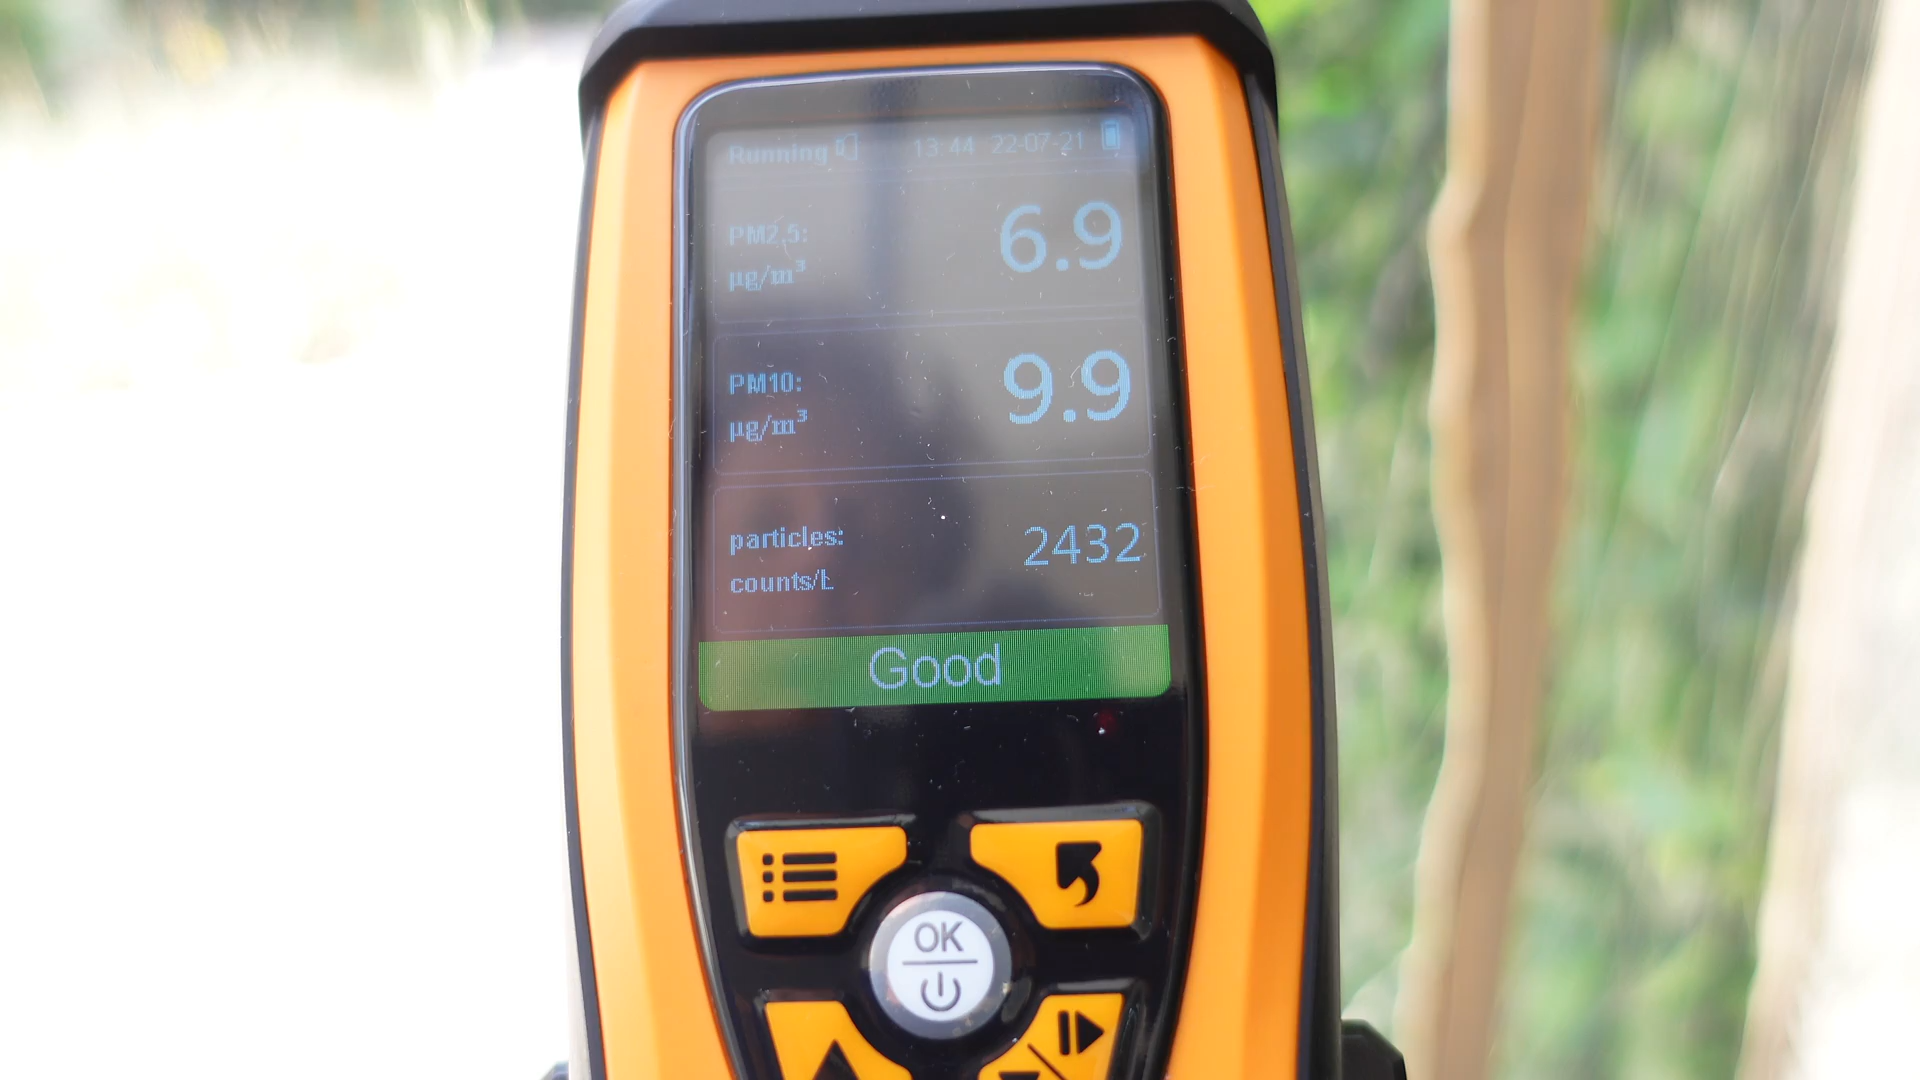 Running 13:44 22-07-21
PM2.5: 6.9
µg/m³
PM10: 9.9
µg/m³
particles: 2432
counts/L
Good
OK